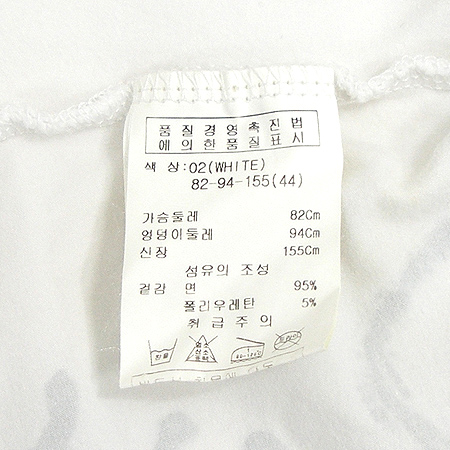 품질경영촉진법
에의한품질표시
색 상:02(WHITE)
82-94-155(44)
가슴둘레 82Cm
엉덩이둘레 94Cm
신장 155Cm
섬유의 조성
겉감 면 95%
폴리우레탄 5%
취급주의